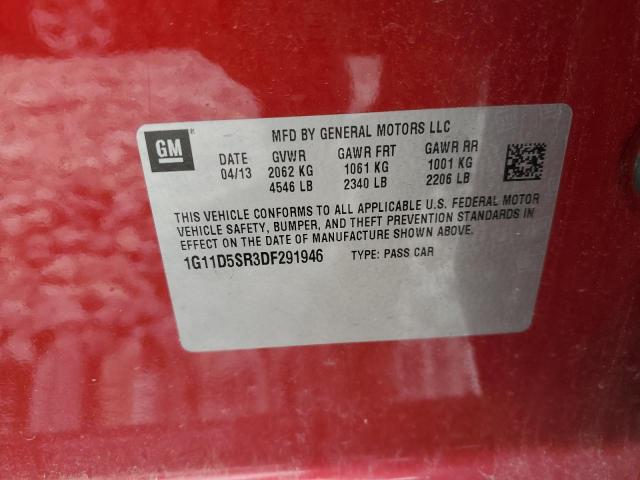 GM
MFD BY GENERAL MOTORS LLC
DATE GVWR GAWR FRT GAWR RR
04/13 2062 KG 1061 KG 1001 KG
4546 LB 2340 LB 2206 LB
THIS VEHICLE CONFORMS TO ALL APPLICABLE U.S. FEDERAL MOTOR
VEHICLE SAFETY, BUMPER, AND THEFT PREVENTION STANDARDS IN
EFFECT ON THE DATE OF MANUFACTURE SHOWN ABOVE.
1G11D5SR3DF291946 TYPE: PASS CAR